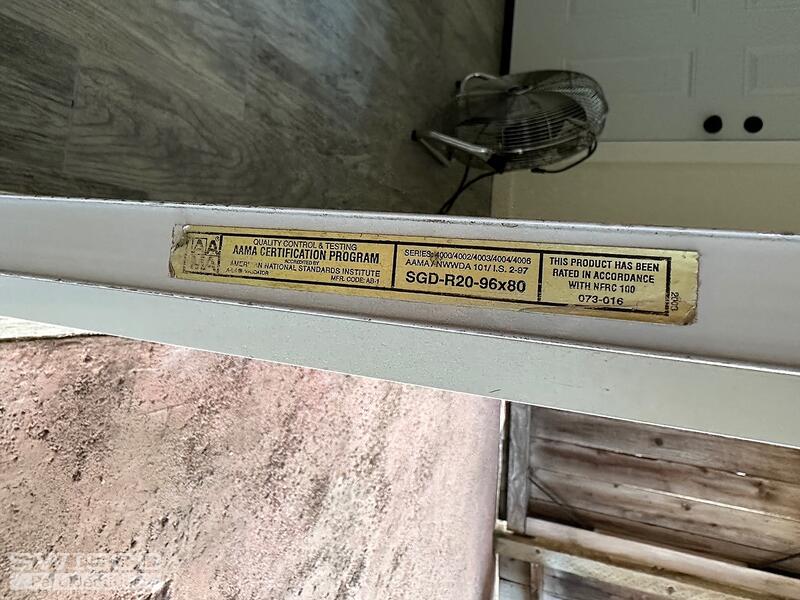 QUALITY CONTROL & TESTING
AAMA CERTIFICATION PROGRAM
ACCREDITED BY
AMERICAN NATIONAL STANDARDS INSTITUTE
VALIDATOR
MFR. CODE: AB-1
SERIES: 4000/4002/4003/4004/4006
AAMA / NWWDA 101 / I.S. 2-97
SGD-R20-96x80
THIS PRODUCT HAS BEEN
RATED IN ACCORDANCE
WITH NFRC 100
073-016
SWISCO